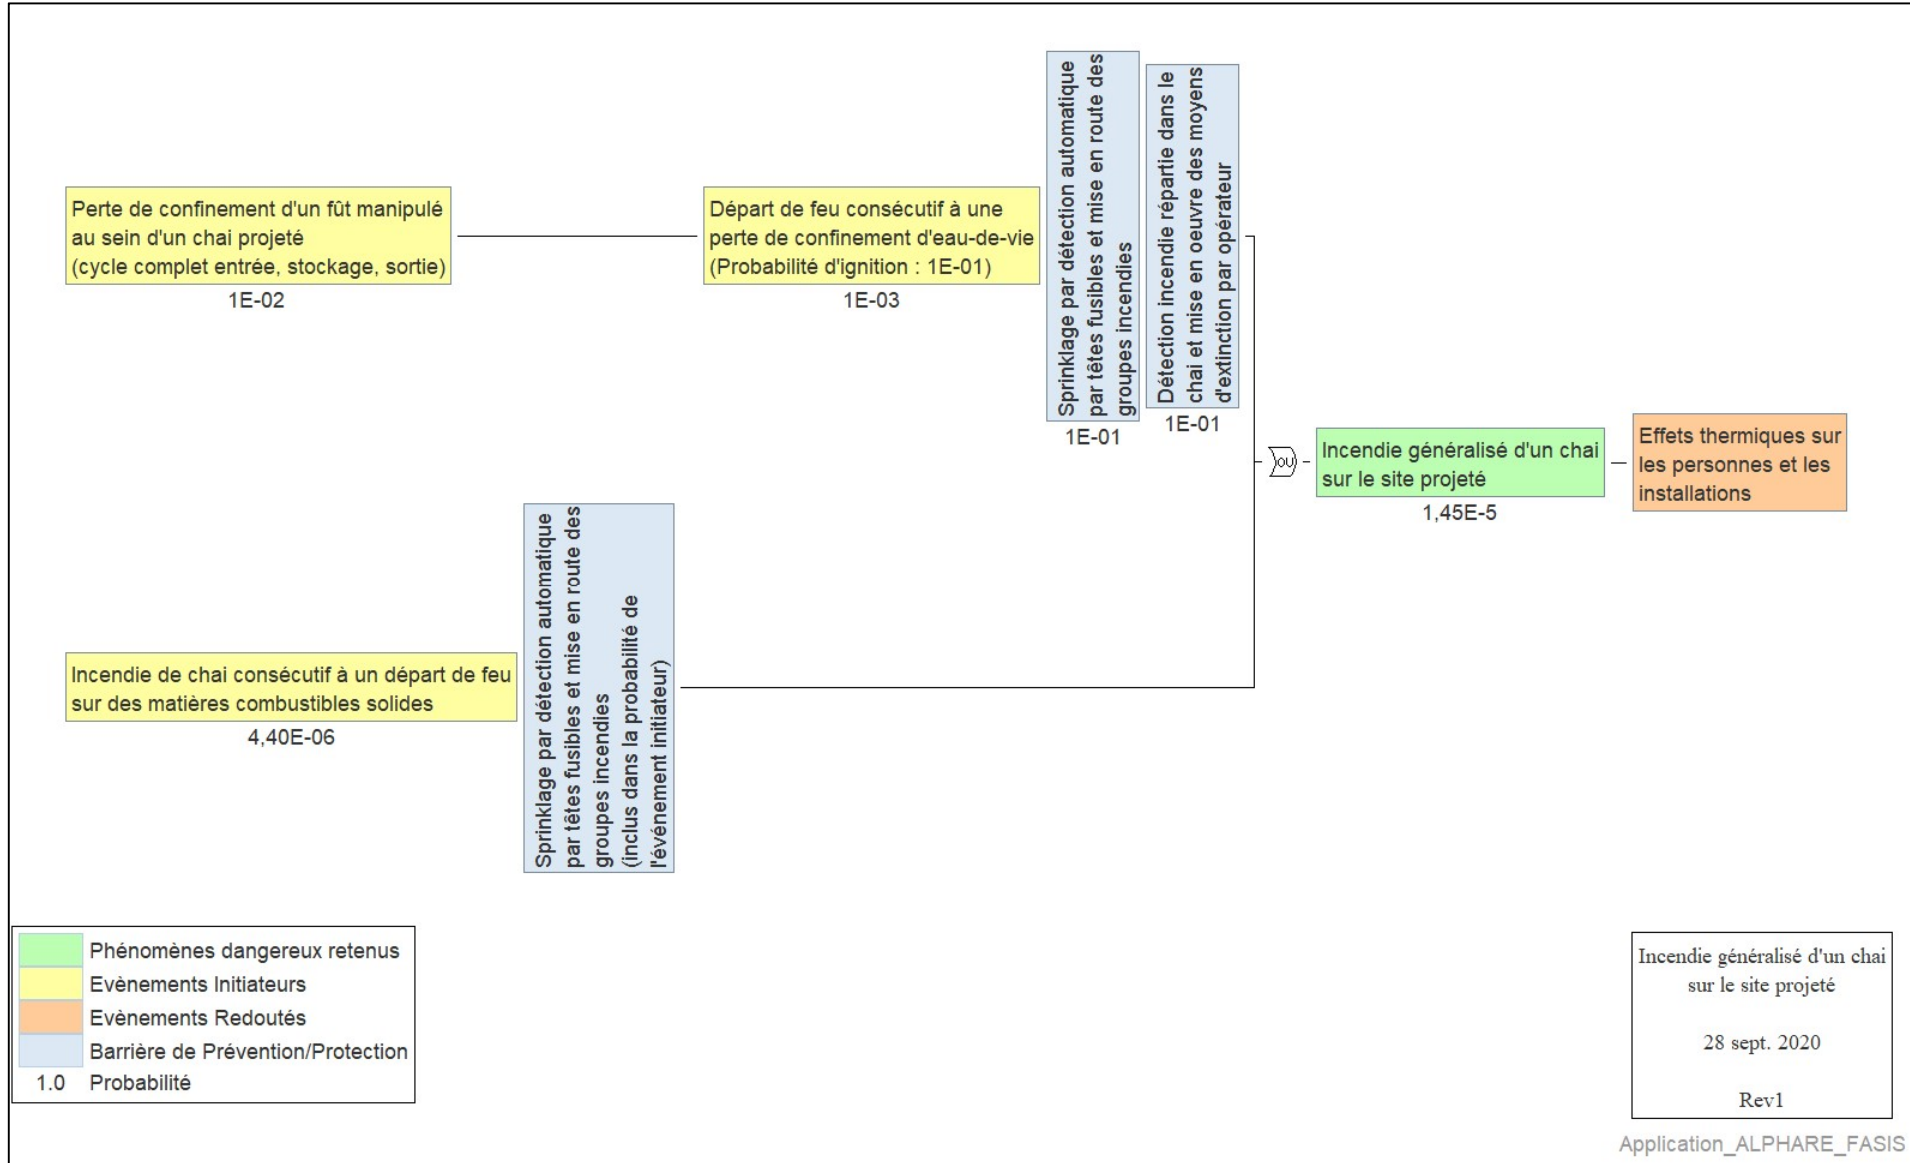 Perte de confinement d'un fût manipulé
au sein d'un chai projeté
(cycle complet entrée, stockage, sortie)
1E-02
Départ de feu consécutif à une
perte de confinement d'eau-de-vie
(Probabilité d'ignition : 1E-01)
1E-03
Sprinklage par détection automatique
par têtes fusibles et mise en route des
groupes incendies
1E-01
Détection incendie répartie dans le
chai et mise en oeuvre des moyens
d'extinction par opérateur
1E-01
OU
Incendie généralisé d'un chai
sur le site projeté
1,45E-5
Effets thermiques sur
les personnes et les
installations
Incendie de chai consécutif à un départ de feu
sur des matières combustibles solides
4,40E-06
Sprinklage par détection automatique
par têtes fusibles et mise en route des
groupes incendies
(inclus dans la probabilité de
l'événement initiateur)
Phénomènes dangereux retenus
Evènements Initiateurs
Evènements Redoutés
Barrière de Prévention/Protection
1.0 Probabilité
Incendie généralisé d'un chai
sur le site projeté
28 sept. 2020
Rev1
Application_ALPHARE_FASIS